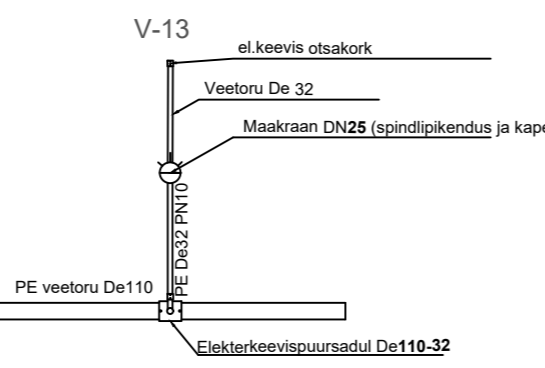 V-13
el.keevis otsakork
Veetoru De 32
Maakraan DN25 (spindlipikendus ja kape
PE De32 PN10
PE veetoru De110
Elekterkeevispuursadul De110-32